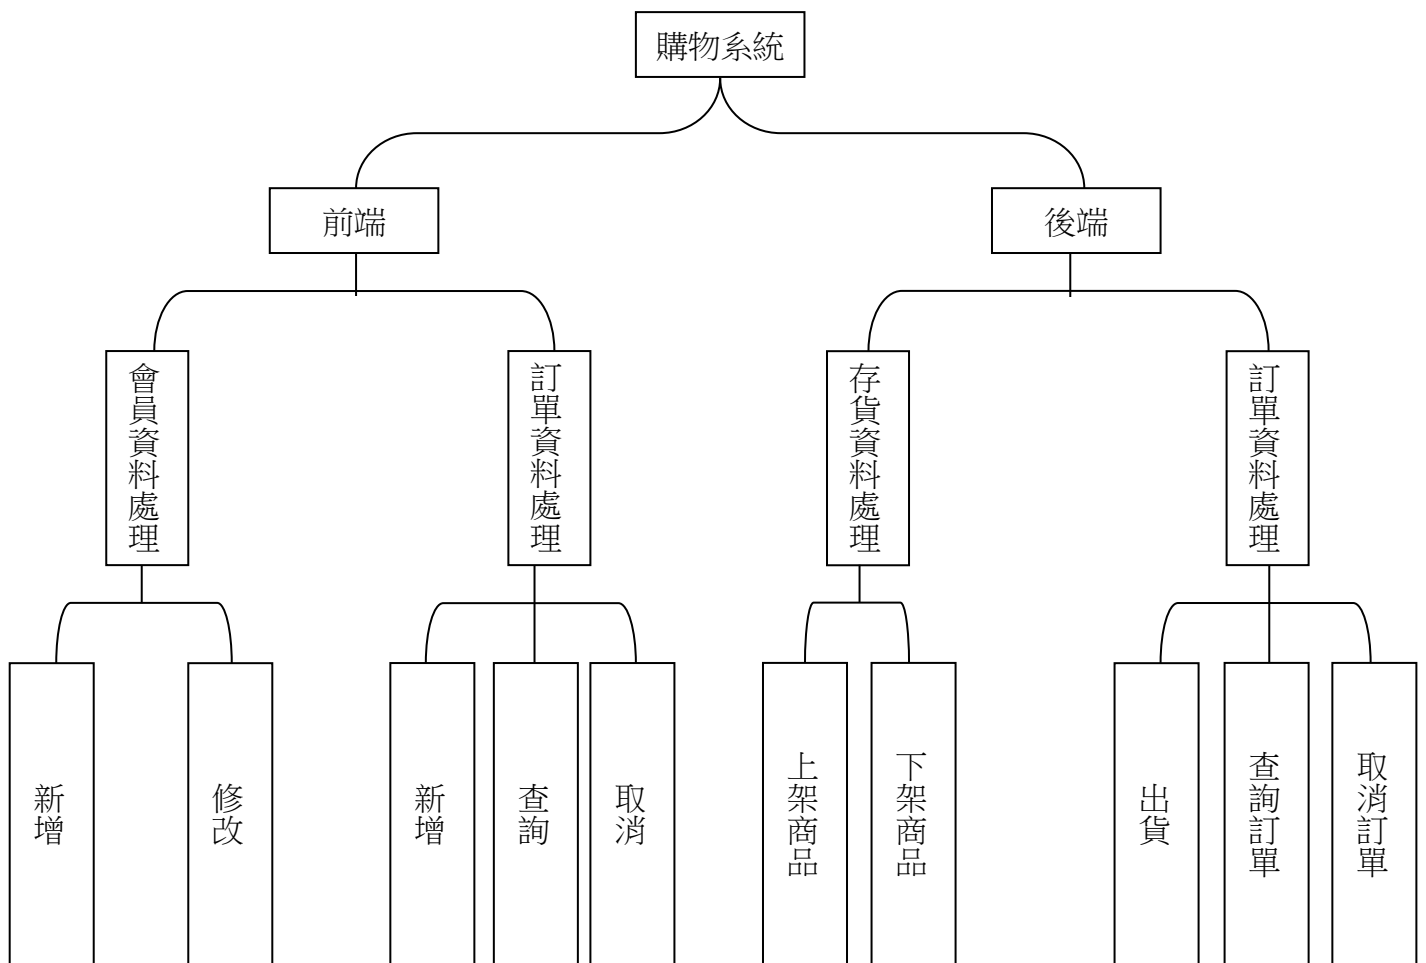 購物系統
前端
後端
會員資料處理
訂單資料處理
存貨資料處理
訂單資料處理
新增
修改
新增
查詢
取消
上架商品
下架商品
出貨
查詢訂單
取消訂單